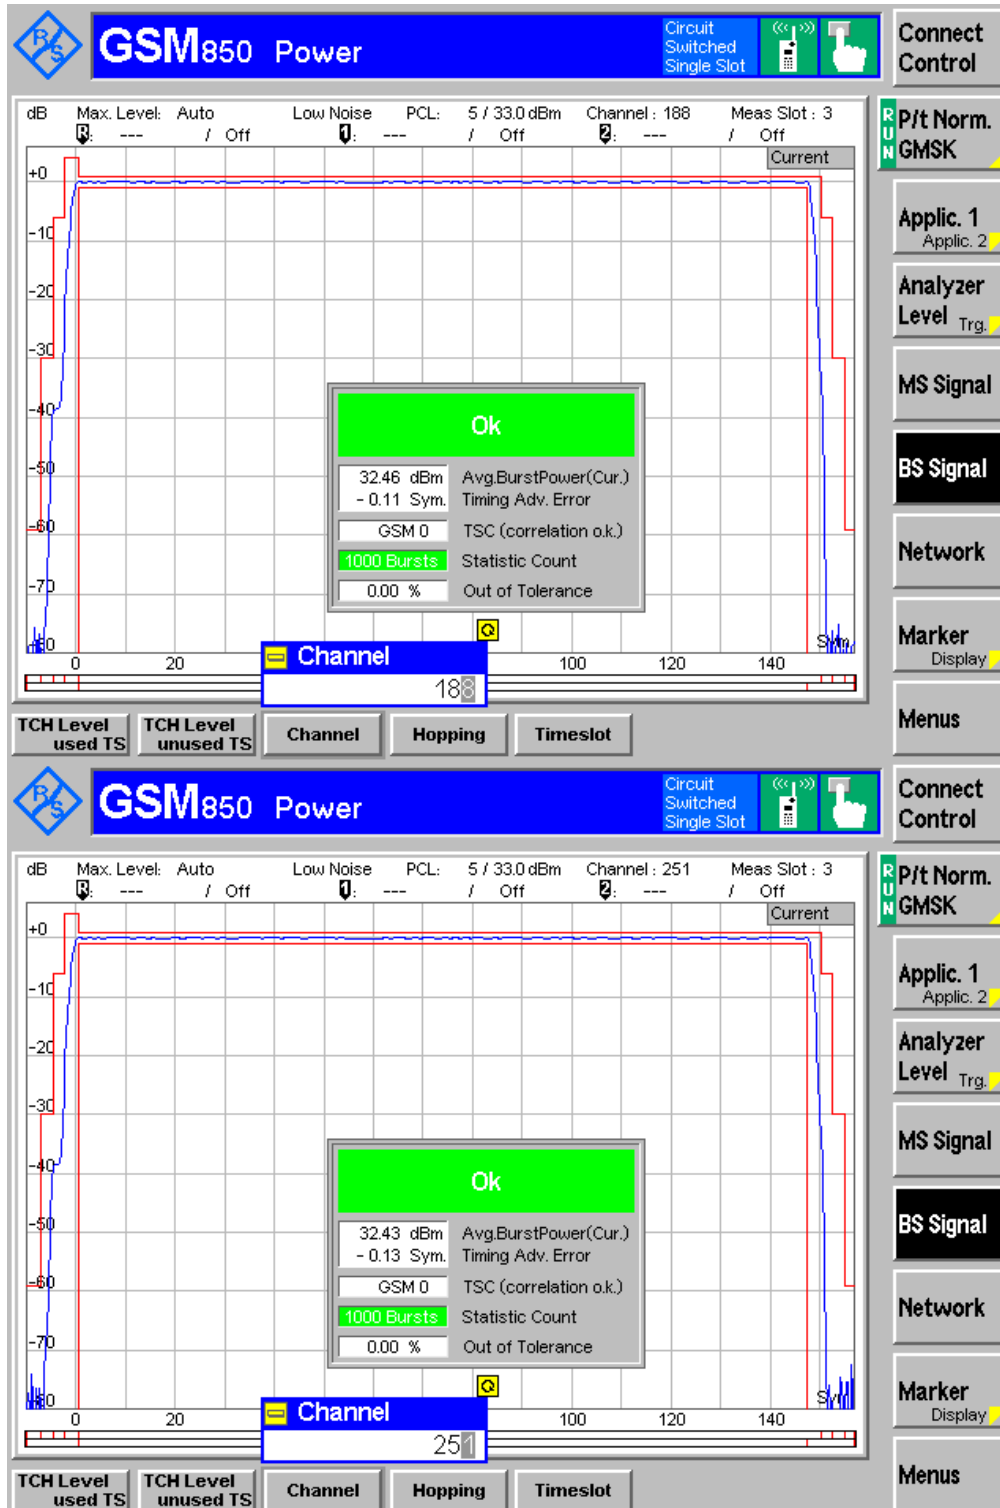 R/S
GSM850 Power
Circuit Switched Single Slot
Connect Control
dB Max. Level: Auto Low Noise PCL: 5 / 33.0 dBm Channel : 188 Meas Slot : 3
R: --- / Off 1: --- / Off 2: --- / Off
RUN
P/t Norm. GMSK
Current
+0
-10
-20
-30
-40
-50
-60
-70
-80
Applic. 1
Applic. 2
Analyzer Level Trg.
MS Signal
BS Signal
Network
Marker
Display
Menus
Ok
32.46 dBm Avg.BurstPower(Cur.)
- 0.11 Sym. Timing Adv. Error
GSM 0 TSC (correlation o.k.)
1000 Bursts Statistic Count
0.00 % Out of Tolerance
Sym.
0 20 100 120 140
Channel
188
TCH Level used TS
TCH Level unused TS
Channel
Hopping
Timeslot
R/S
GSM850 Power
Circuit Switched Single Slot
Connect Control
dB Max. Level: Auto Low Noise PCL: 5 / 33.0 dBm Channel : 251 Meas Slot : 3
R: --- / Off 1: --- / Off 2: --- / Off
RUN
P/t Norm. GMSK
Current
+0
-10
-20
-30
-40
-50
-60
-70
Applic. 1
Applic. 2
Analyzer Level Trg.
MS Signal
BS Signal
Network
Marker
Display
Menus
Ok
32.43 dBm Avg.BurstPower(Cur.)
- 0.13 Sym. Timing Adv. Error
GSM 0 TSC (correlation o.k.)
1000 Bursts Statistic Count
0.00 % Out of Tolerance
0 20 100 120 140
Channel
251
TCH Level used TS
TCH Level unused TS
Channel
Hopping
Timeslot